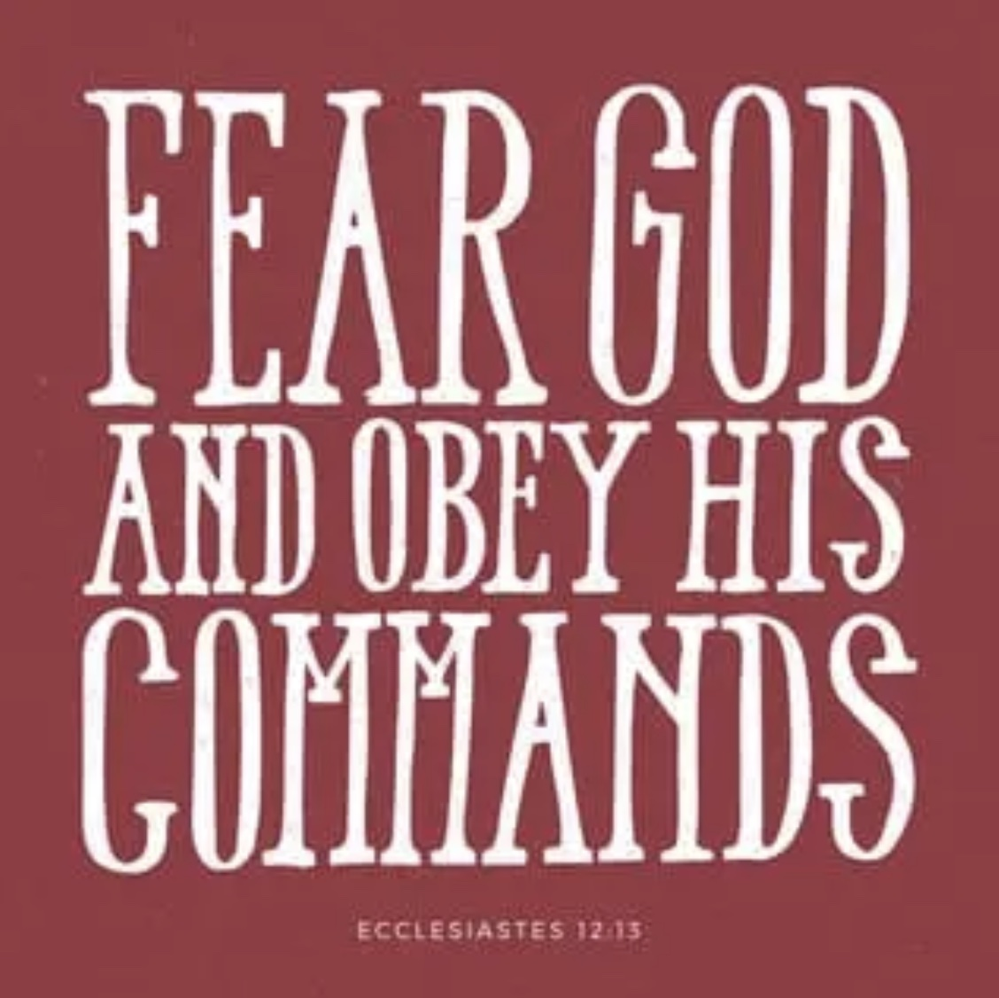 FEAR GOD
AND OBEY HIS
COMMANDS
ECCLESIASTES 12:13